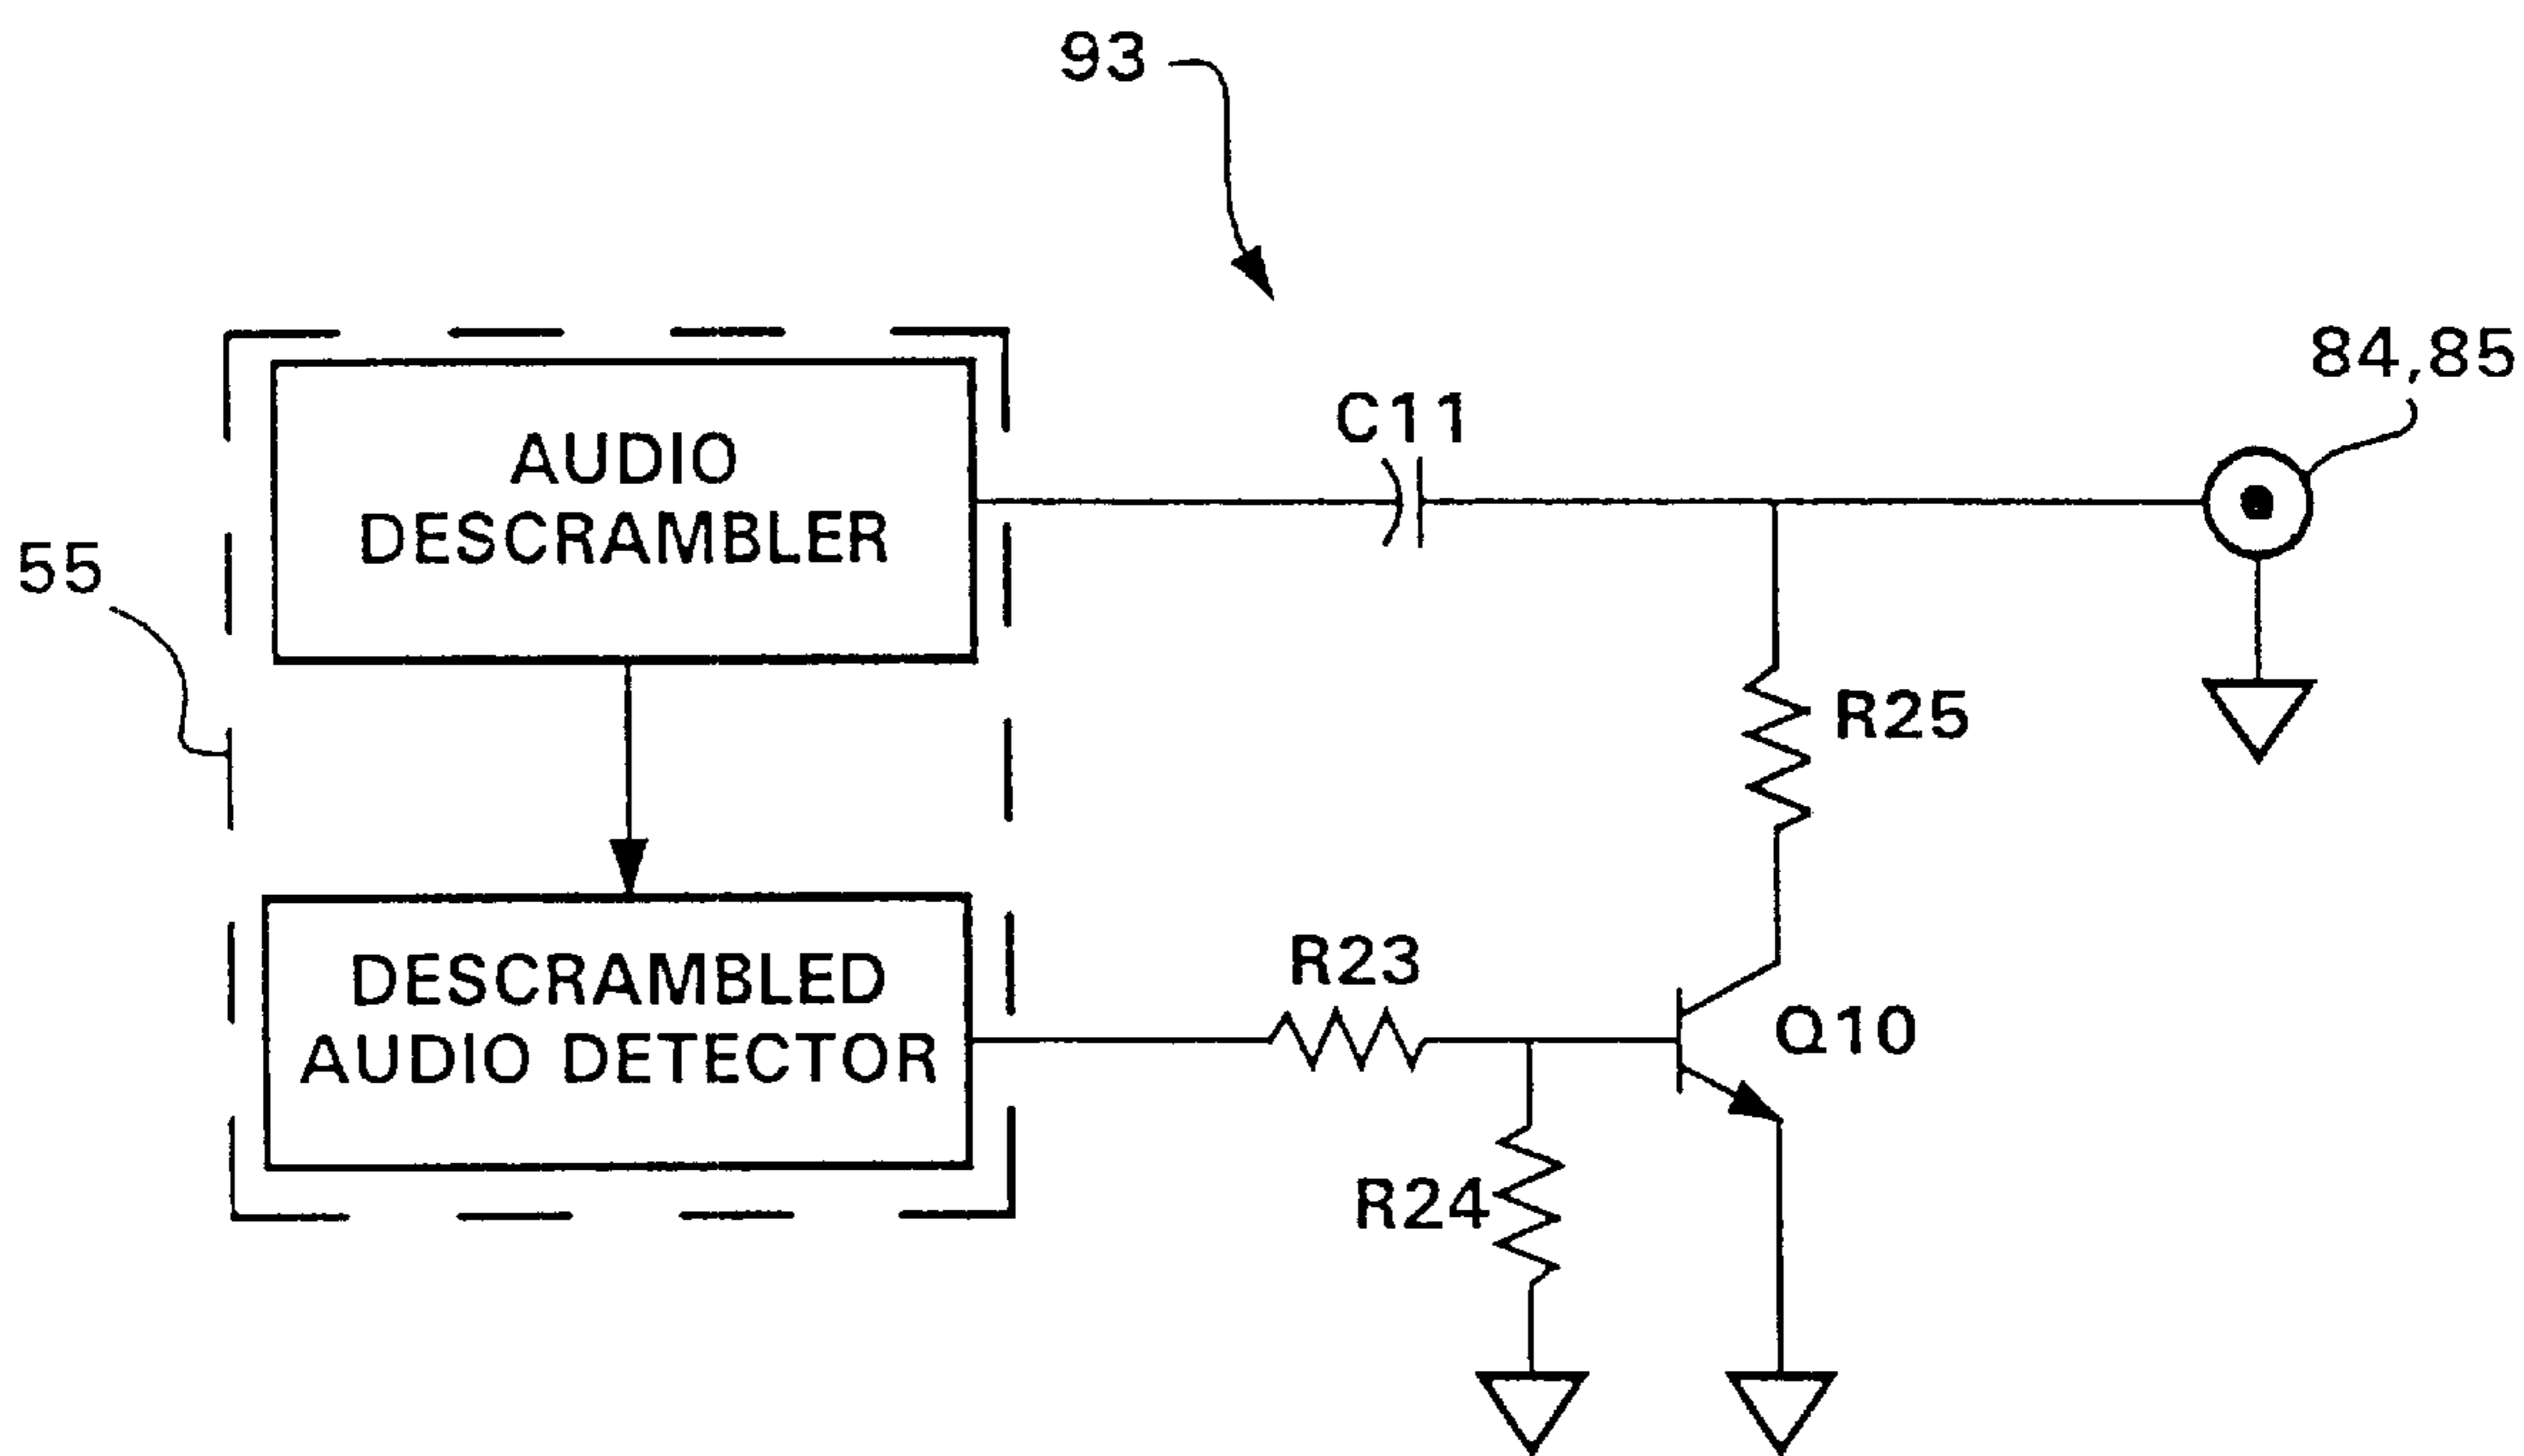 93
84,85
C11
AUDIO
DESCRAMBLER
55
R25
R23
DESCRAMBLED
AUDIO DETECTOR
Q10
R24